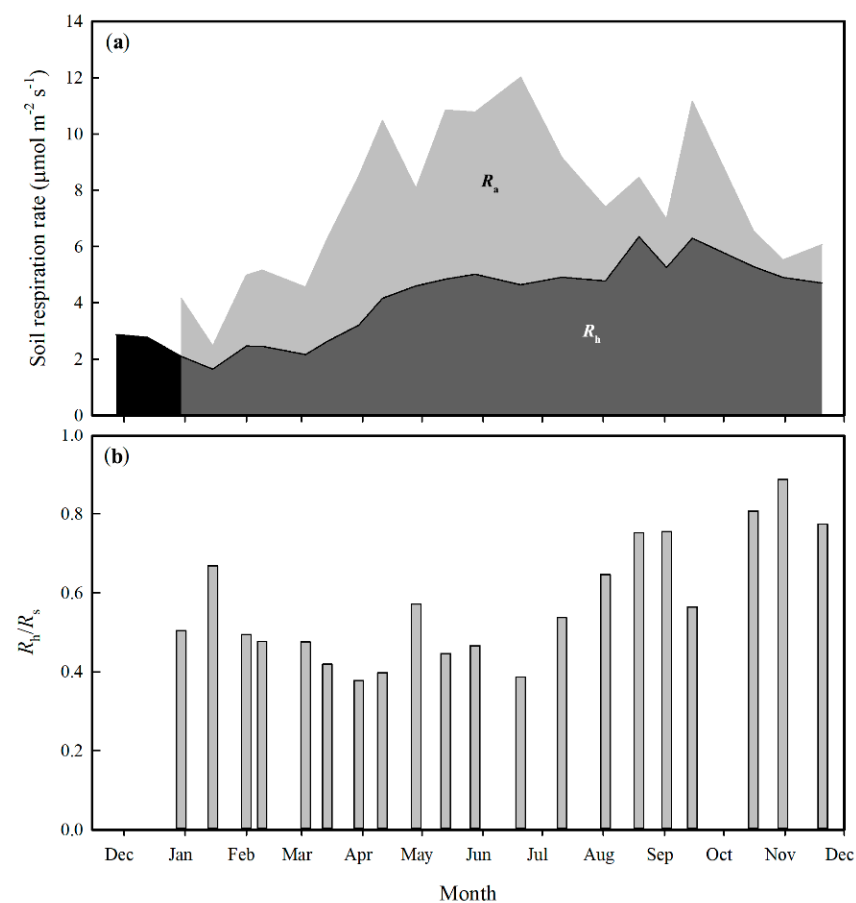 (a)
Soil respiration rate (μmol m⁻² s⁻¹)
14
12
10
8
6
4
2
0
Rₐ
Rₕ
(b)
Rₕ/Rₛ
1.0
0.8
0.6
0.4
0.2
0.0
Dec Jan Feb Mar Apr May Jun Jul Aug Sep Oct Nov Dec
Month